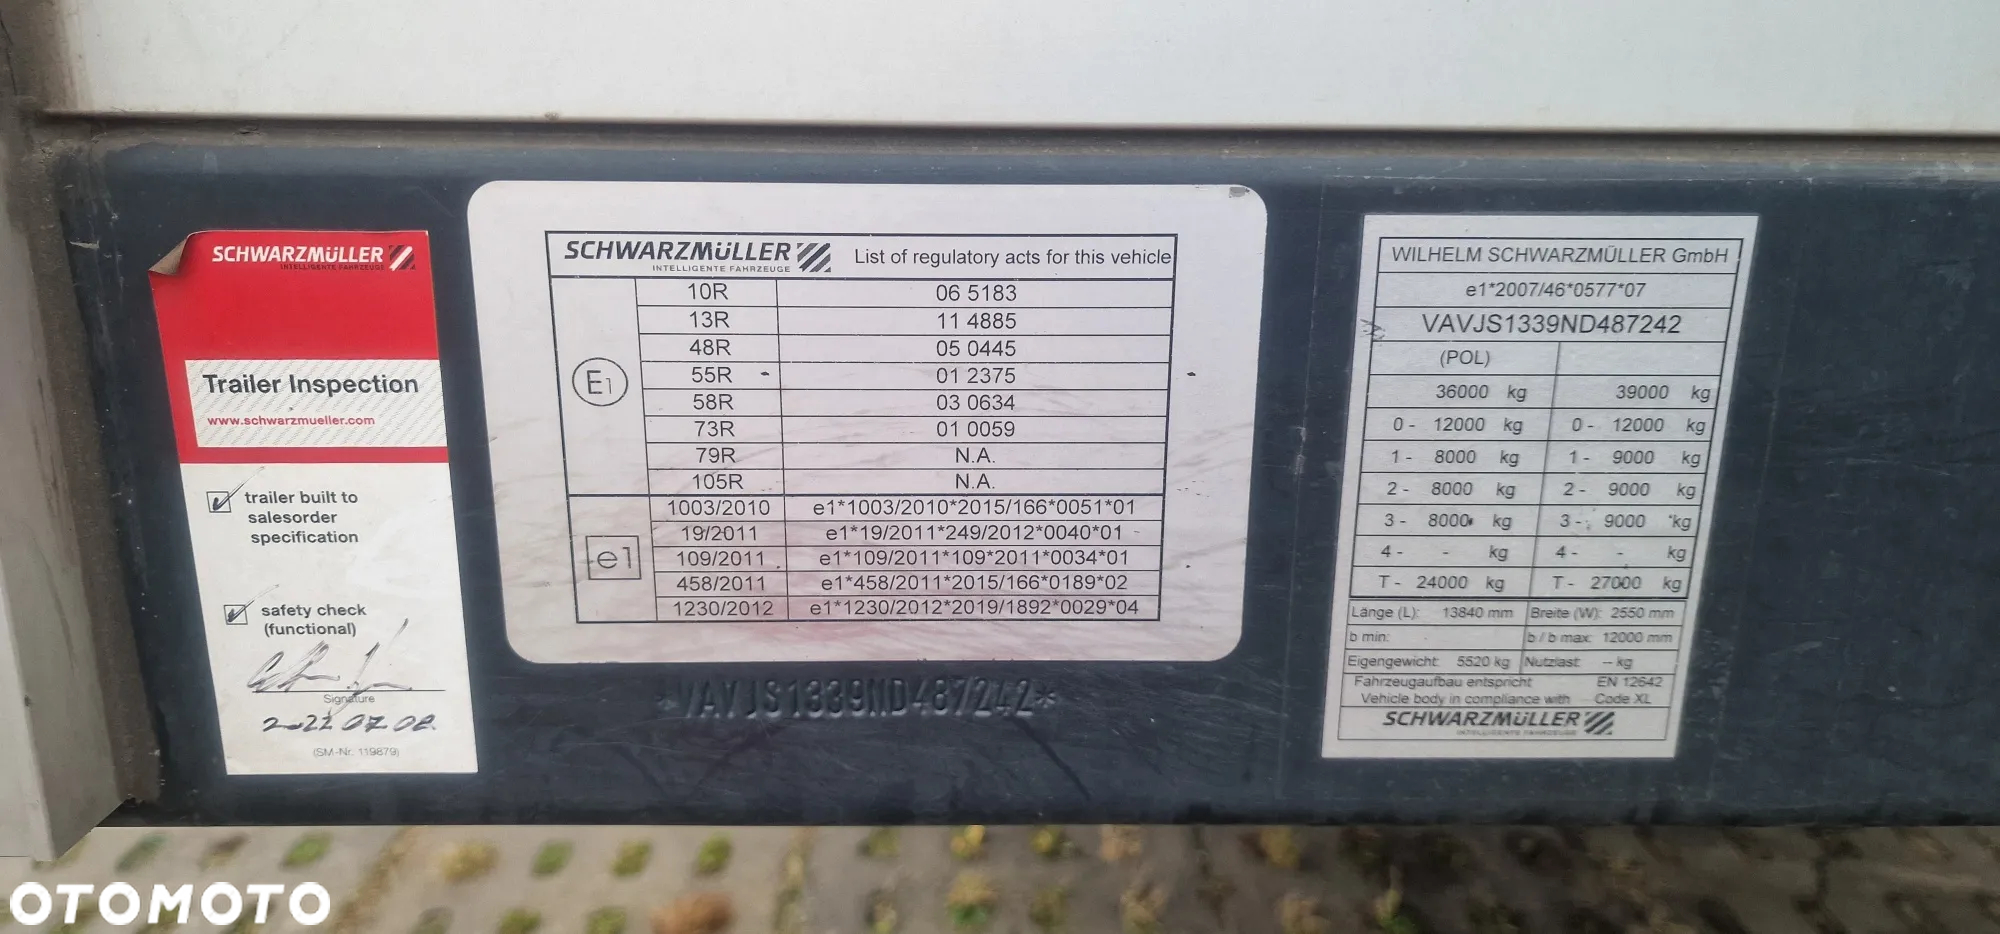 SCHWARZMÜLLER
INTELLIGENTE FAHRZEUGE
Trailer Inspection
www.schwarzmueller.com
trailer built to
salesorder
specification
safety check
(functional)
Signature
2022 07 08.
(SM-Nr. 119879)
SCHWARZMÜLLER
INTELLIGENTE FAHRZEUGE
List of regulatory acts for this vehicle
E1
10R 06 5183
13R 11 4885
48R 05 0445
55R 01 2375
58R 03 0634
73R 01 0059
79R N.A.
105R N.A.
e1
1003/2010 e1*1003/2010*2015/166*0051*01
19/2011 e1*19/2011*249/2012*0040*01
109/2011 e1*109/2011*109*2011*0034*01
458/2011 e1*458/2011*2015/166*0189*02
1230/2012 e1*1230/2012*2019/1892*0029*04
*VAVJS1339ND487242*
WILHELM SCHWARZMÜLLER GmbH
e1*2007/46*0577*07
VAVJS1339ND487242
(POL)
36000 kg 39000 kg
0 - 12000 kg 0 - 12000 kg
1 - 8000 kg 1 - 9000 kg
2 - 8000 kg 2 - 9000 kg
3 - 8000 kg 3 - 9000 kg
4 - - kg 4 - - kg
T - 24000 kg T - 27000 kg
Länge (L): 13840 mm Breite (W): 2550 mm
b min: b / b max: 12000 mm
Eigengewicht: 5520 kg Nutzlast: -- kg
Fahrzeugaufbau entspricht EN 12642
Vehicle body in compliance with Code XL
SCHWARZMÜLLER
INTELLIGENTE FAHRZEUGE
OTOMOTO